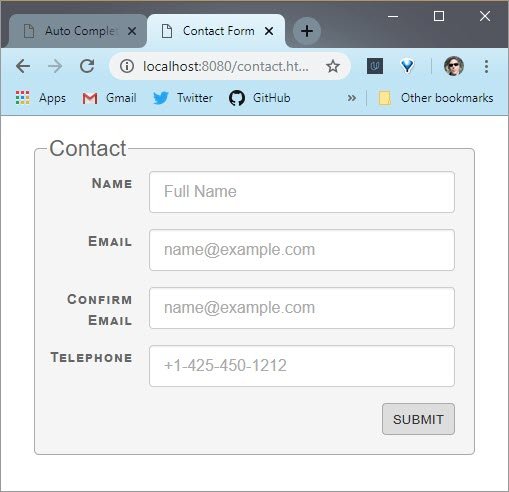 Auto Complet
Contact Form
localhost:8080/contact.ht...
Apps
Gmail
Twitter
GitHub
»
Other bookmarks
Contact
Name
Full Name
Email
name@example.com
Confirm
Email
name@example.com
Telephone
+1-425-450-1212
SUBMIT